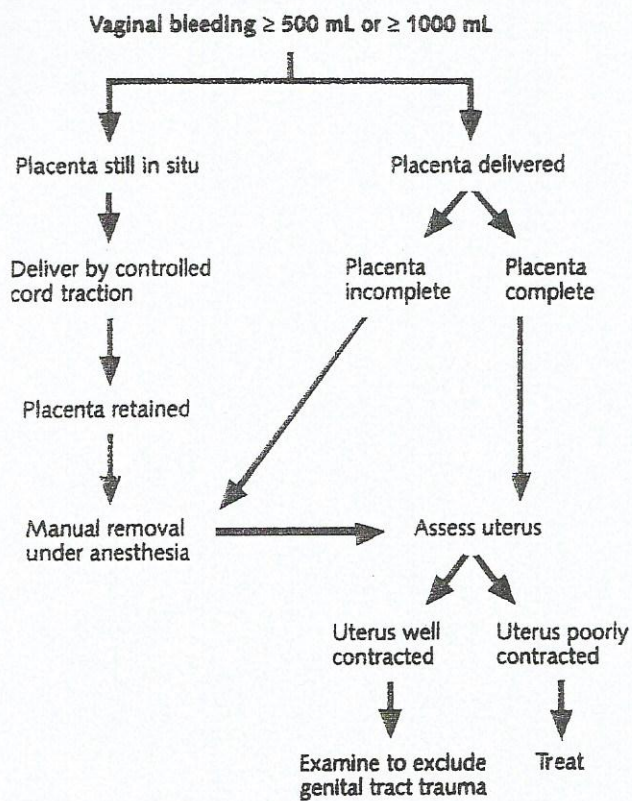 Vaginal bleeding ≥ 500 mL or ≥ 1000 mL
Placenta still in situ
Placenta delivered
Deliver by controlled
cord traction
Placenta
incomplete
Placenta
complete
Placenta retained
Manual removal
under anesthesia
Assess uterus
Uterus well
contracted
Uterus poorly
contracted
Examine to exclude
genital tract trauma
Treat